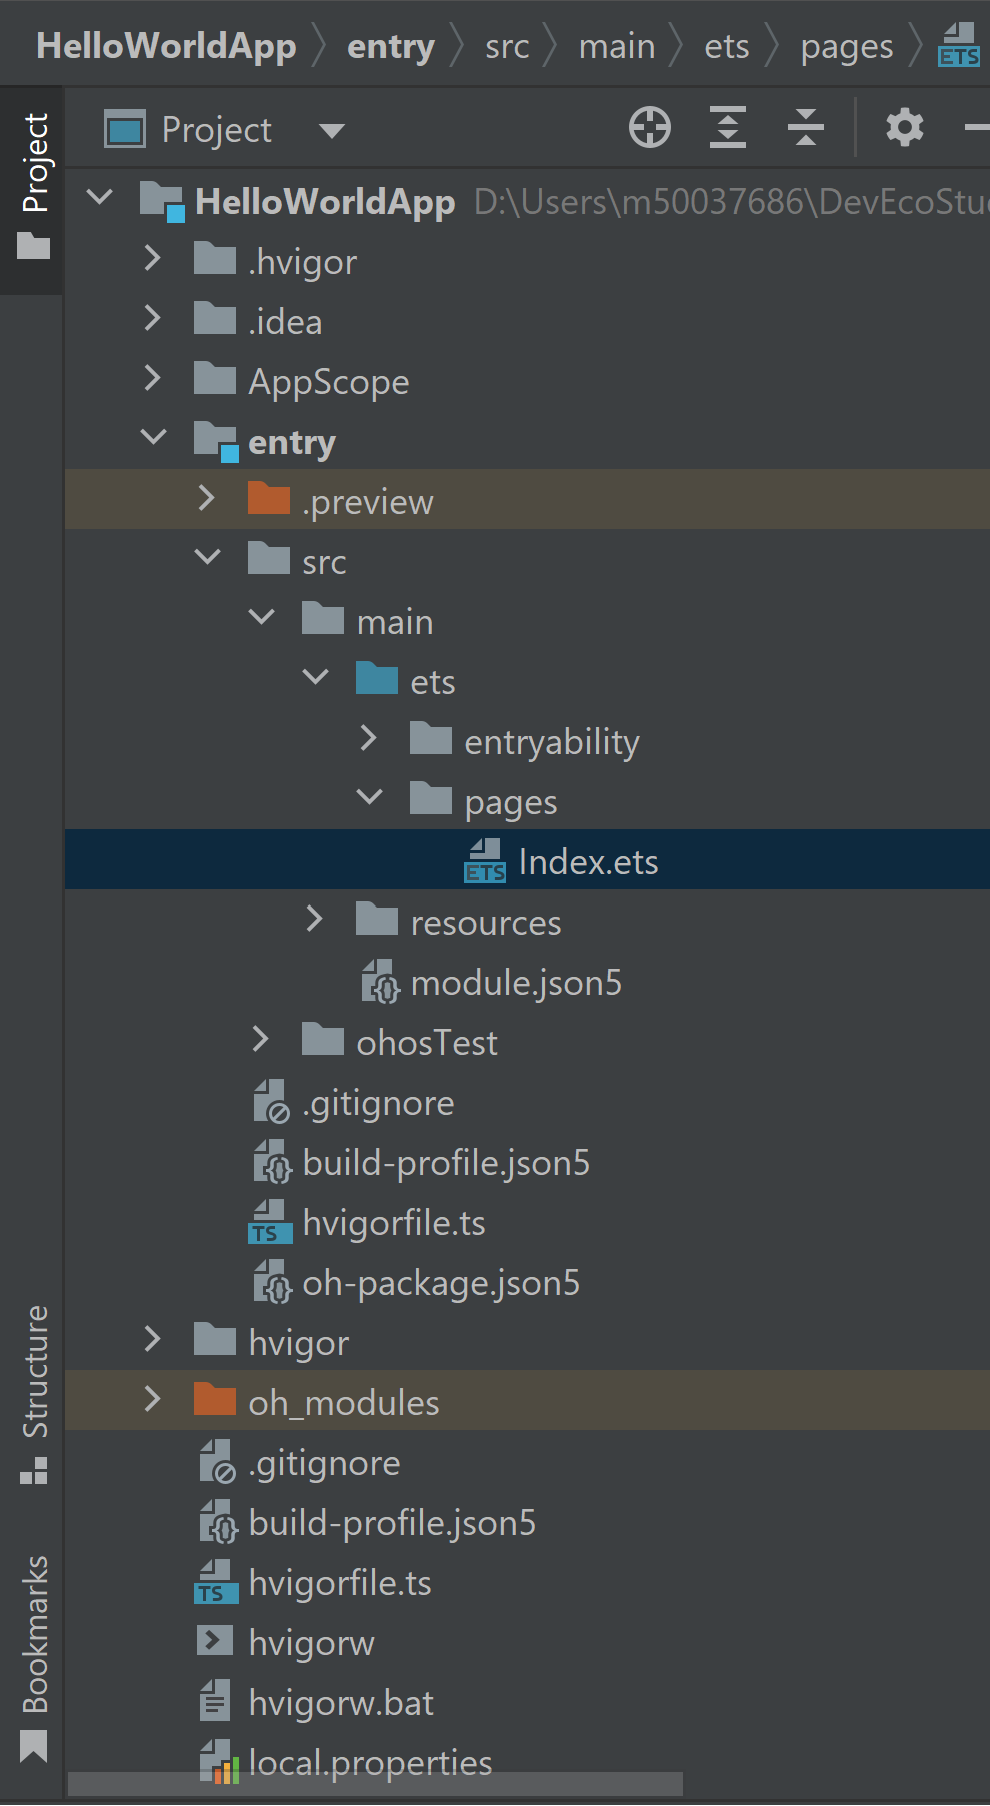 HelloWorldApp entry src main ets pages ETS
Project
Project
HelloWorldApp D:\Users\m50037686\DevEcoStu
.hvigor
.idea
AppScope
entry
.preview
src
main
ets
entryability
pages
ETS Index.ets
resources
module.json5
ohosTest
.gitignore
build-profile.json5
TS hvigorfile.ts
oh-package.json5
Structure
hvigor
oh_modules
.gitignore
build-profile.json5
Bookmarks
TS hvigorfile.ts
hvigorw
hvigorw.bat
local.properties